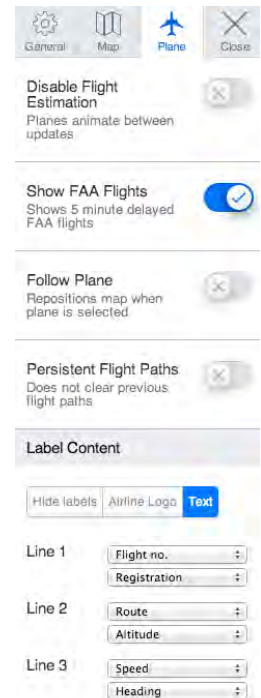 General Map Plane Close
Disable Flight
Estimation
Planes animate between
updates
Show FAA Flights
Shows 5 minute delayed
FAA flights
Follow Plane
Repositions map when
plane is selected
Persistent Flight Paths
Does not clear previous
flight paths
Label Content
Hide labels Airline Logo Text
Line 1 Flight no.
Registration
Line 2 Route
Altitude
Line 3 Speed
Heading